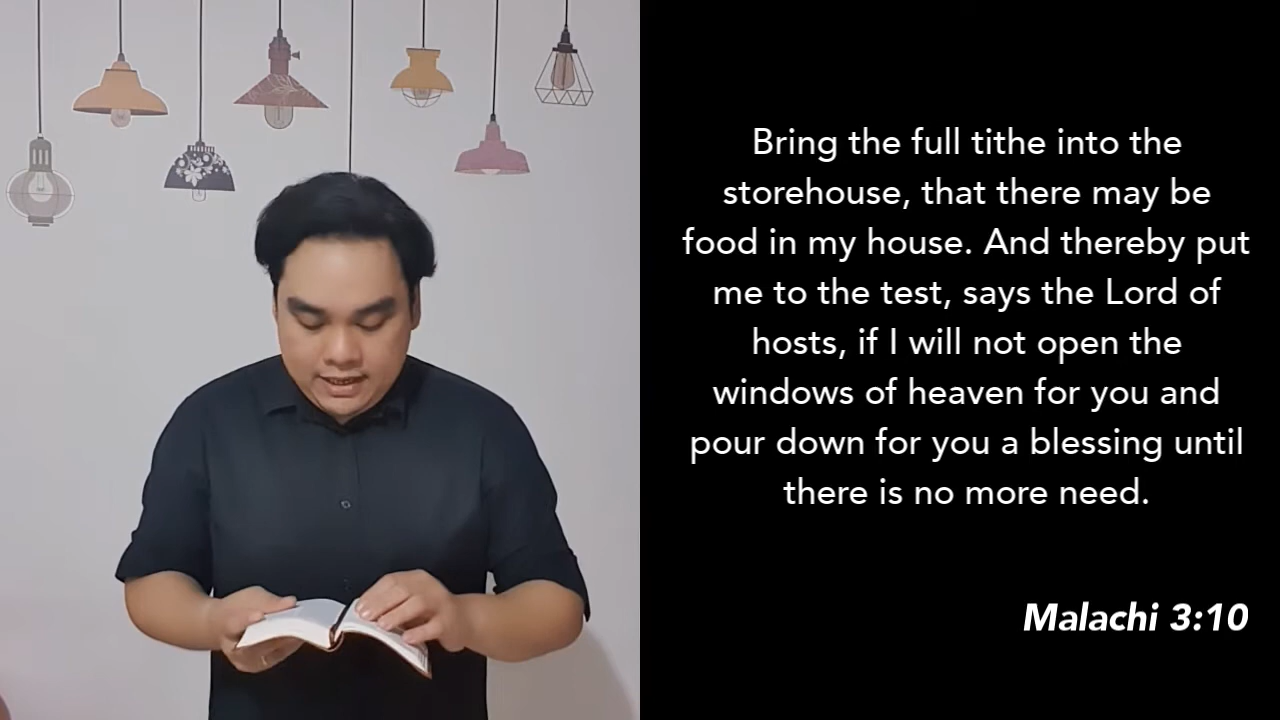 Bring the full tithe into the
storehouse, that there may be
food in my house. And thereby put
me to the test, says the Lord of
hosts, if I will not open the
windows of heaven for you and
pour down for you a blessing until
there is no more need.
Malachi 3:10